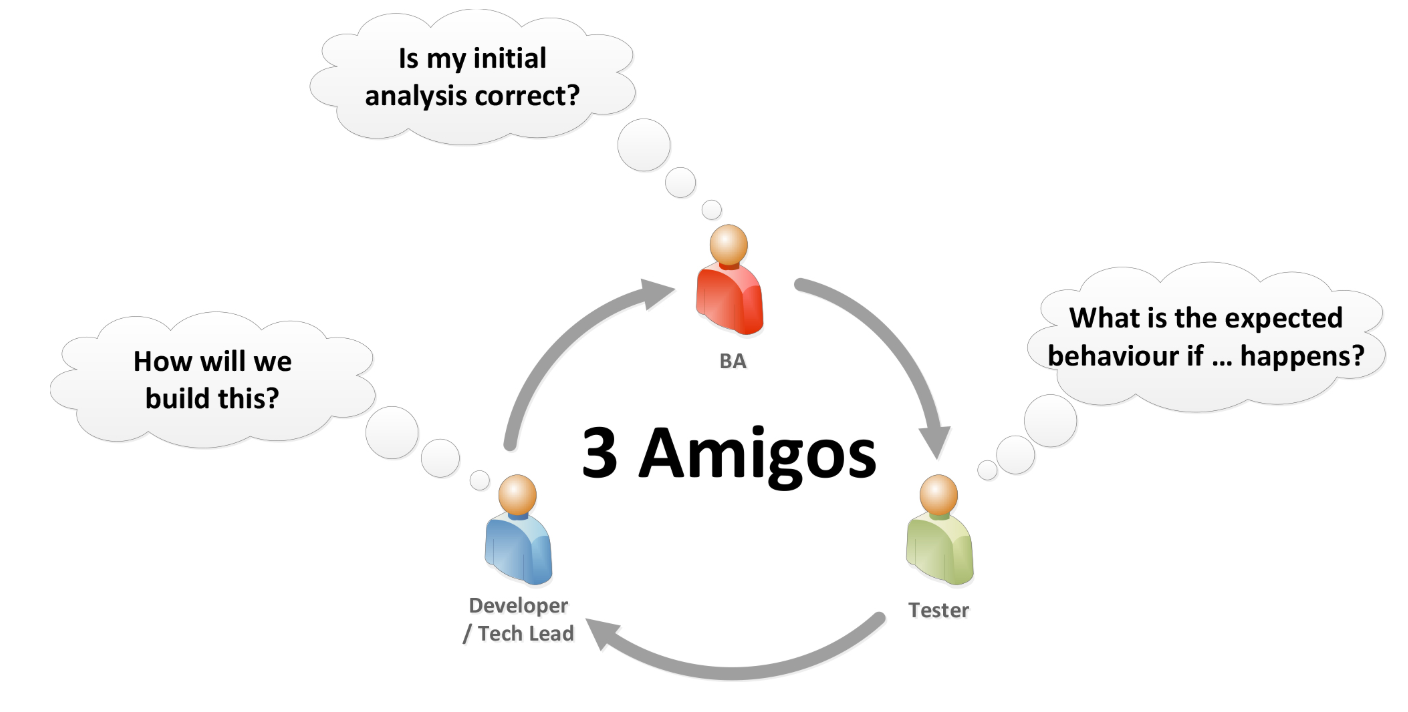 Is my initial
analysis correct?
What is the expected
behaviour if ... happens?
How will we
build this?
BA
3 Amigos
Developer
/ Tech Lead
Tester